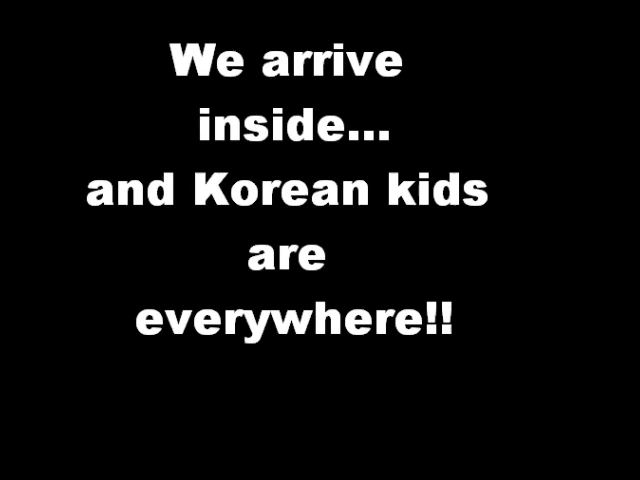 We arrive
inside...
and Korean kids
are
everywhere!!